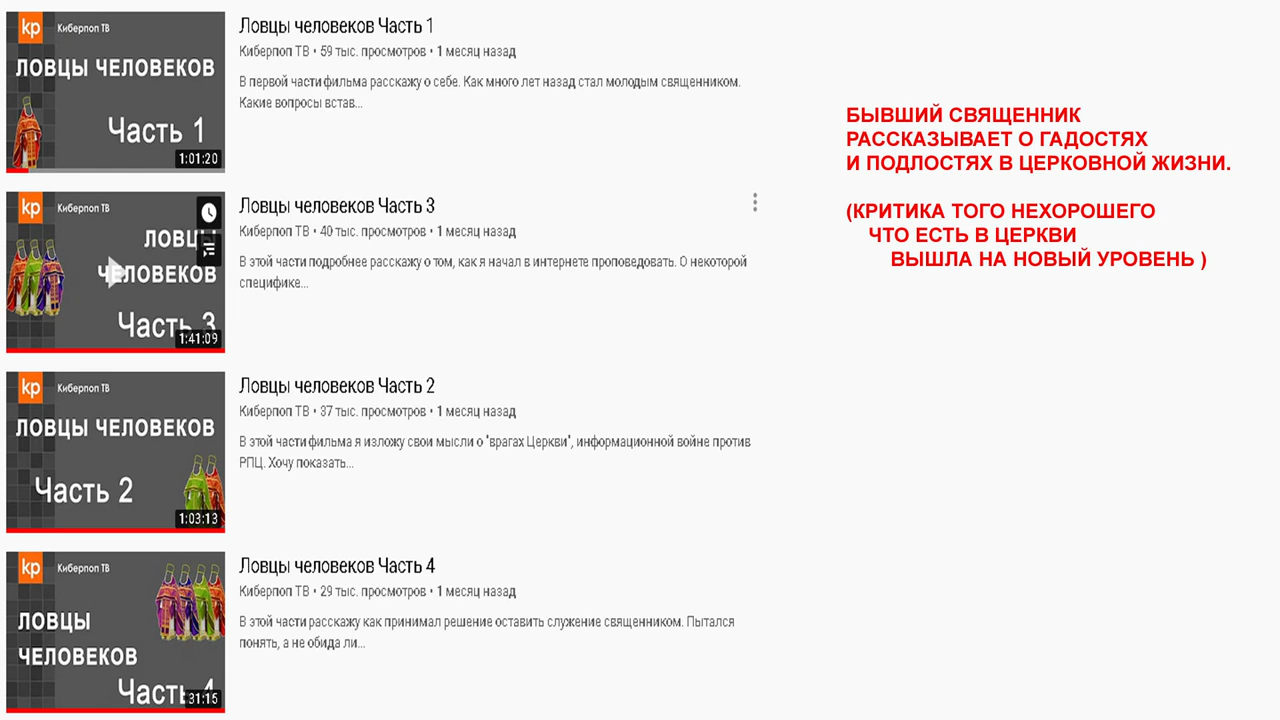 kp Киберпоп ТВ
ЛОВЦЫ ЧЕЛОВЕКОВ
Часть 1
1:01:20
Ловцы человеков Часть 1
Киберпоп ТВ • 59 тыс. просмотров • 1 месяц назад
В первой части фильма расскажу о себе. Как много лет назад стал молодым священником.
Какие вопросы встав...
kp Киберпоп ТВ
ЛОВЦЫ
ЧЕЛОВЕКОВ
Часть 3
1:41:09
Ловцы человеков Часть 3
Киберпоп ТВ • 40 тыс. просмотров • 1 месяц назад
В этой части подробнее расскажу о том, как я начал в интернете проповедовать. О некоторой
специфике...
kp Киберпоп ТВ
ЛОВЦЫ ЧЕЛОВЕКОВ
Часть 2
1:03:13
Ловцы человеков Часть 2
Киберпоп ТВ • 37 тыс. просмотров • 1 месяц назад
В этой части фильма я изложу свои мысли о "врагах Церкви", информационной войне против
РПЦ. Хочу показать...
kp Киберпоп ТВ
ЛОВЦЫ
ЧЕЛОВЕКОВ
Часть 4
31:15
Ловцы человеков Часть 4
Киберпоп ТВ • 29 тыс. просмотров • 1 месяц назад
В этой части расскажу как принимал решение оставить служение священником. Пытался
понять, а не обида ли...
БЫВШИЙ СВЯЩЕННИК
РАССКАЗЫВАЕТ О ГАДОСТЯХ
И ПОДЛОСТЯХ В ЦЕРКОВНОЙ ЖИЗНИ.
(КРИТИКА ТОГО НЕХОРОШЕГО
ЧТО ЕСТЬ В ЦЕРКВИ
ВЫШЛА НА НОВЫЙ УРОВЕНЬ )